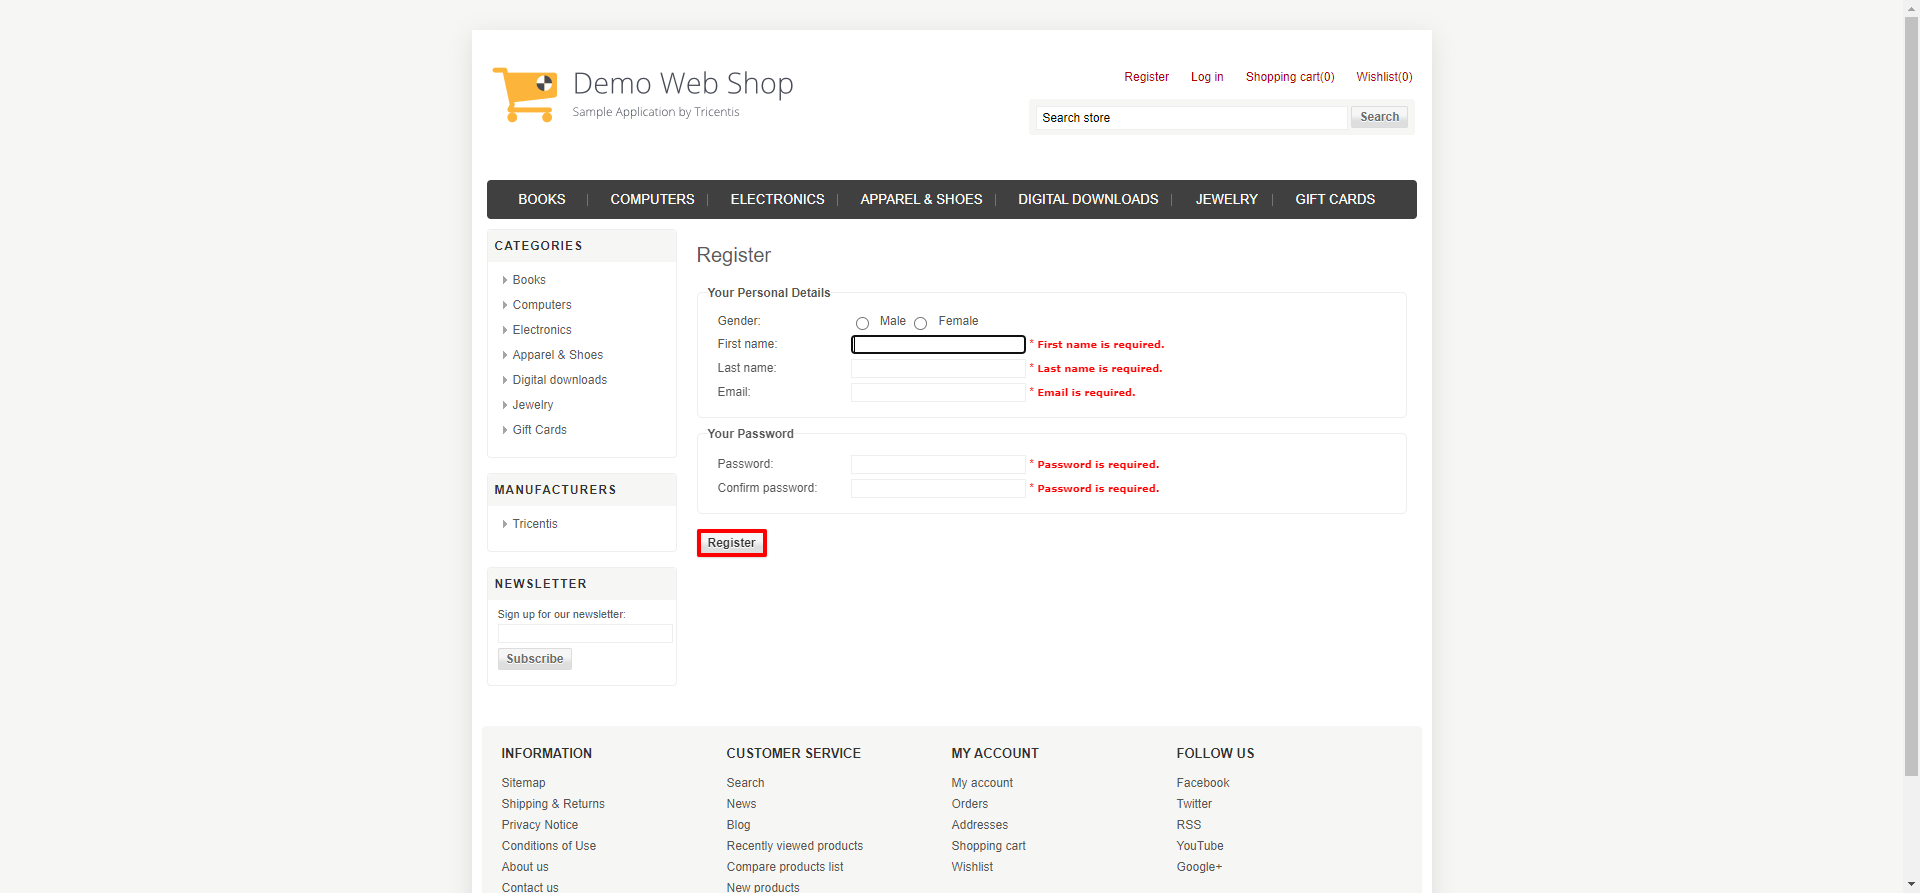 Demo Web Shop
Sample Application by Tricentis
Register Log in Shopping cart(0) Wishlist(0)
Search store Search
BOOKS COMPUTERS ELECTRONICS APPAREL & SHOES DIGITAL DOWNLOADS JEWELRY GIFT CARDS
CATEGORIES
Books
Computers
Electronics
Apparel & Shoes
Digital downloads
Jewelry
Gift Cards
MANUFACTURERS
Tricentis
NEWSLETTER
Sign up for our newsletter:
Subscribe
Register
Your Personal Details
Gender: Male Female
First name: * First name is required.
Last name: * Last name is required.
Email: * Email is required.
Your Password
Password: * Password is required.
Confirm password: * Password is required.
Register
INFORMATION
Sitemap
Shipping & Returns
Privacy Notice
Conditions of Use
About us
Contact us
CUSTOMER SERVICE
Search
News
Blog
Recently viewed products
Compare products list
New products
MY ACCOUNT
My account
Orders
Addresses
Shopping cart
Wishlist
FOLLOW US
Facebook
Twitter
RSS
YouTube
Google+